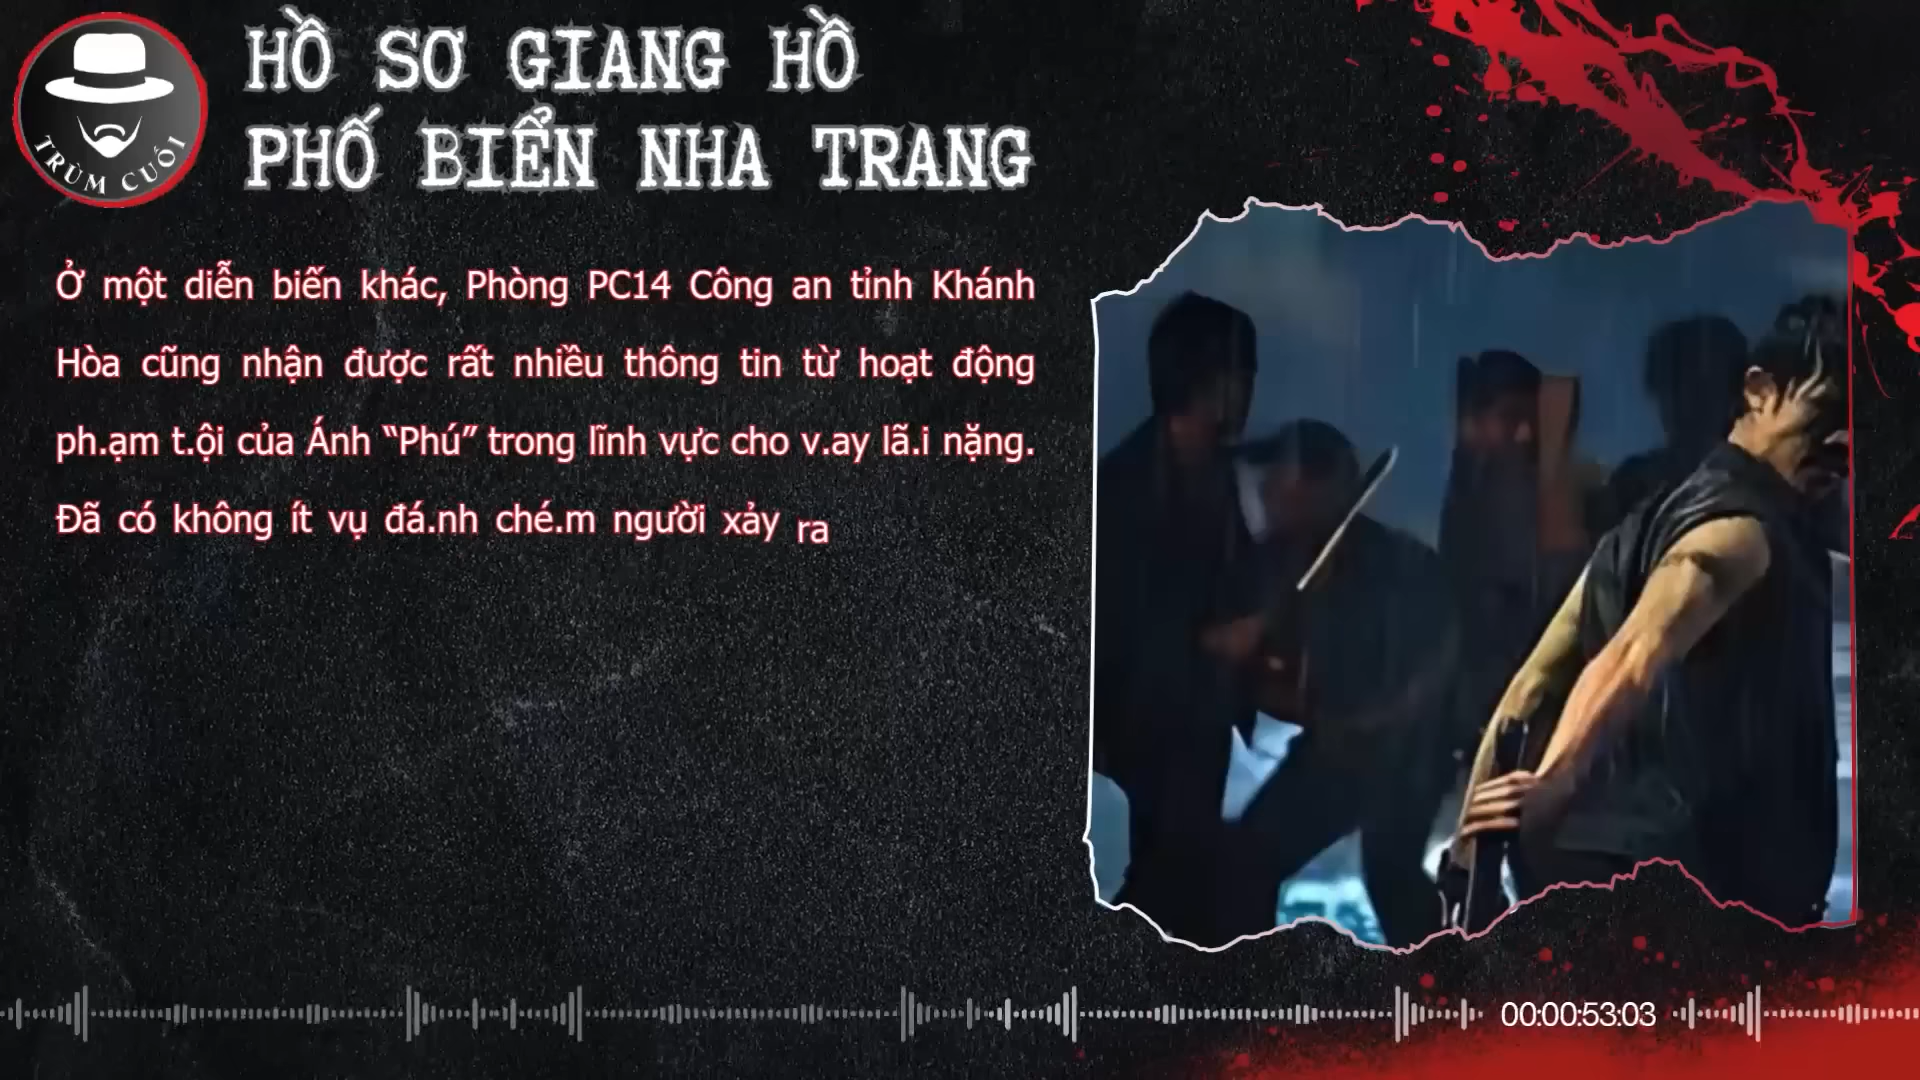 TRÙM CUỐI
HỒ SƠ GIANG HỒ
PHỐ BIỂN NHA TRANG
Ở một diễn biến khác, Phòng PC14 Công an tỉnh Khánh
Hòa cũng nhận được rất nhiều thông tin từ hoạt động
ph.ạm t.ội của Ánh “Phú” trong lĩnh vực cho v.ay lã.i nặng.
Đã có không ít vụ đá.nh ché.m người xảy ra
00:00:53:03